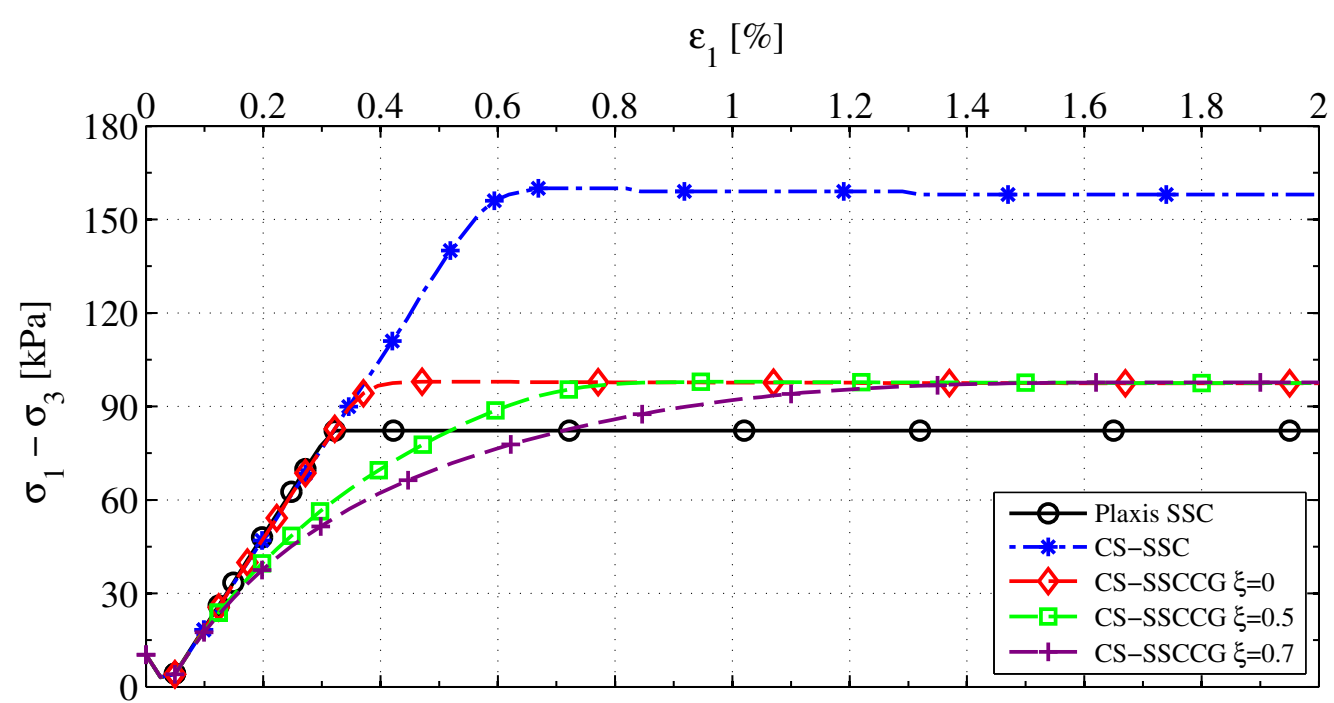 ε1 [%]
0 0.2 0.4 0.6 0.8 1 1.2 1.4 1.6 1.8 2
180
150
120
90
60
30
0
σ1 − σ3 [kPa]
Plaxis SSC
CS−SSC
CS−SSCCG ξ=0
CS−SSCCG ξ=0.5
CS−SSCCG ξ=0.7